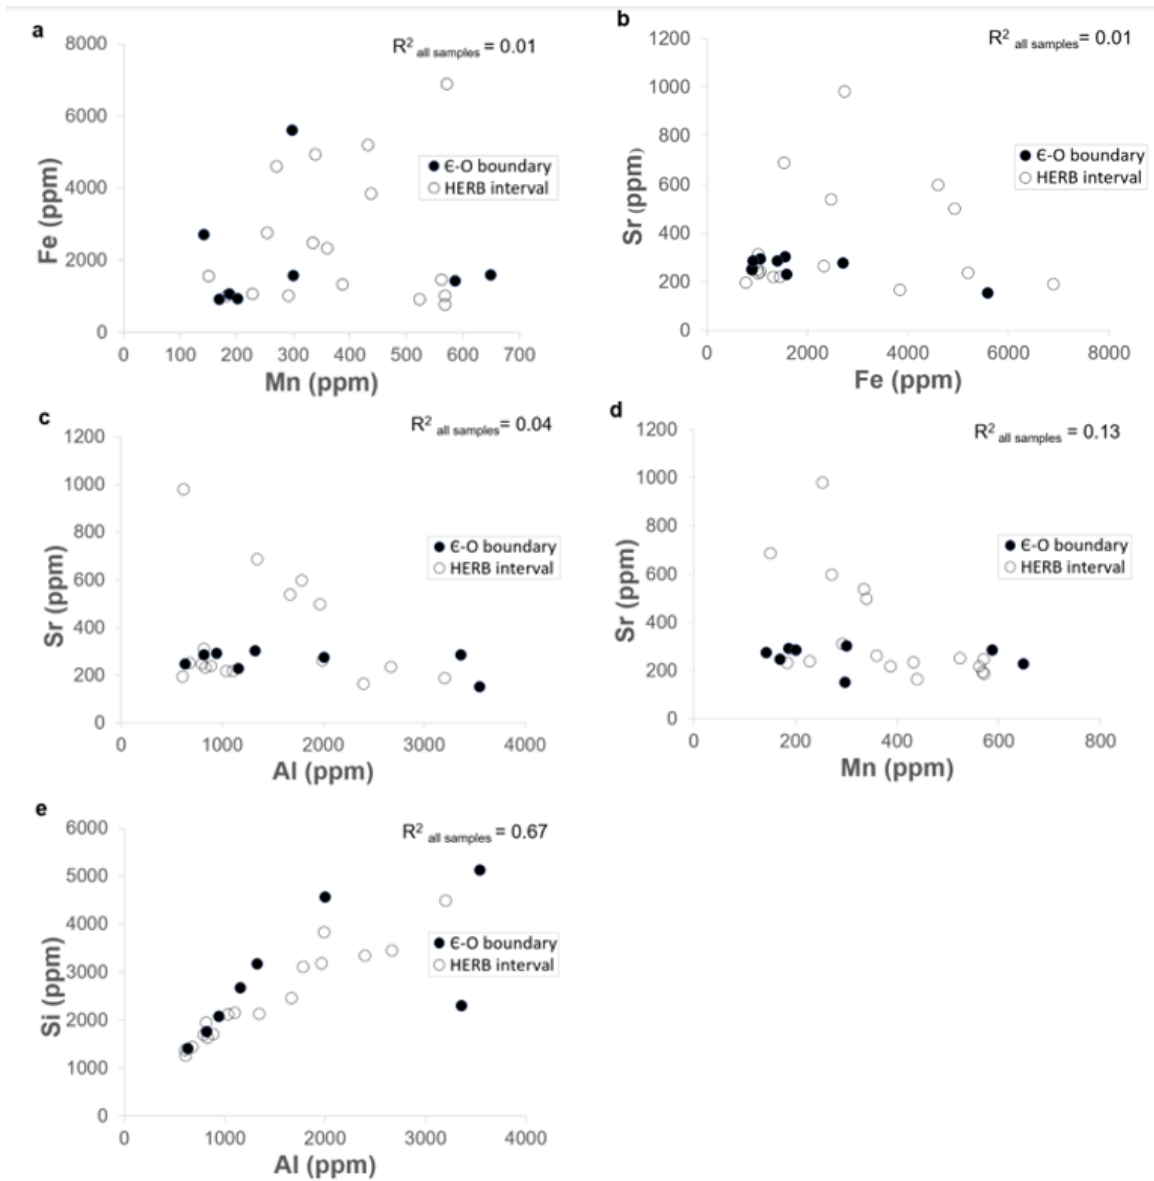 a
R² all samples = 0.01
8000
6000
4000
2000
0
Fe (ppm)
Є-O boundary
HERB interval
0 100 200 300 400 500 600 700
Mn (ppm)
b
R² all samples= 0.01
1200
1000
800
600
400
200
0
Sr (ppm)
Є-O boundary
HERB interval
0 2000 4000 6000 8000
Fe (ppm)
c
R² all samples= 0.04
1200
1000
800
600
400
200
0
Sr (ppm)
Є-O boundary
HERB interval
0 1000 2000 3000 4000
Al (ppm)
d
R² all samples = 0.13
1200
1000
800
600
400
200
0
Sr (ppm)
Є-O boundary
HERB interval
0 200 400 600 800
Mn (ppm)
e
R² all samples = 0.67
6000
5000
4000
3000
2000
1000
0
Si (ppm)
Є-O boundary
HERB interval
0 1000 2000 3000 4000
Al (ppm)